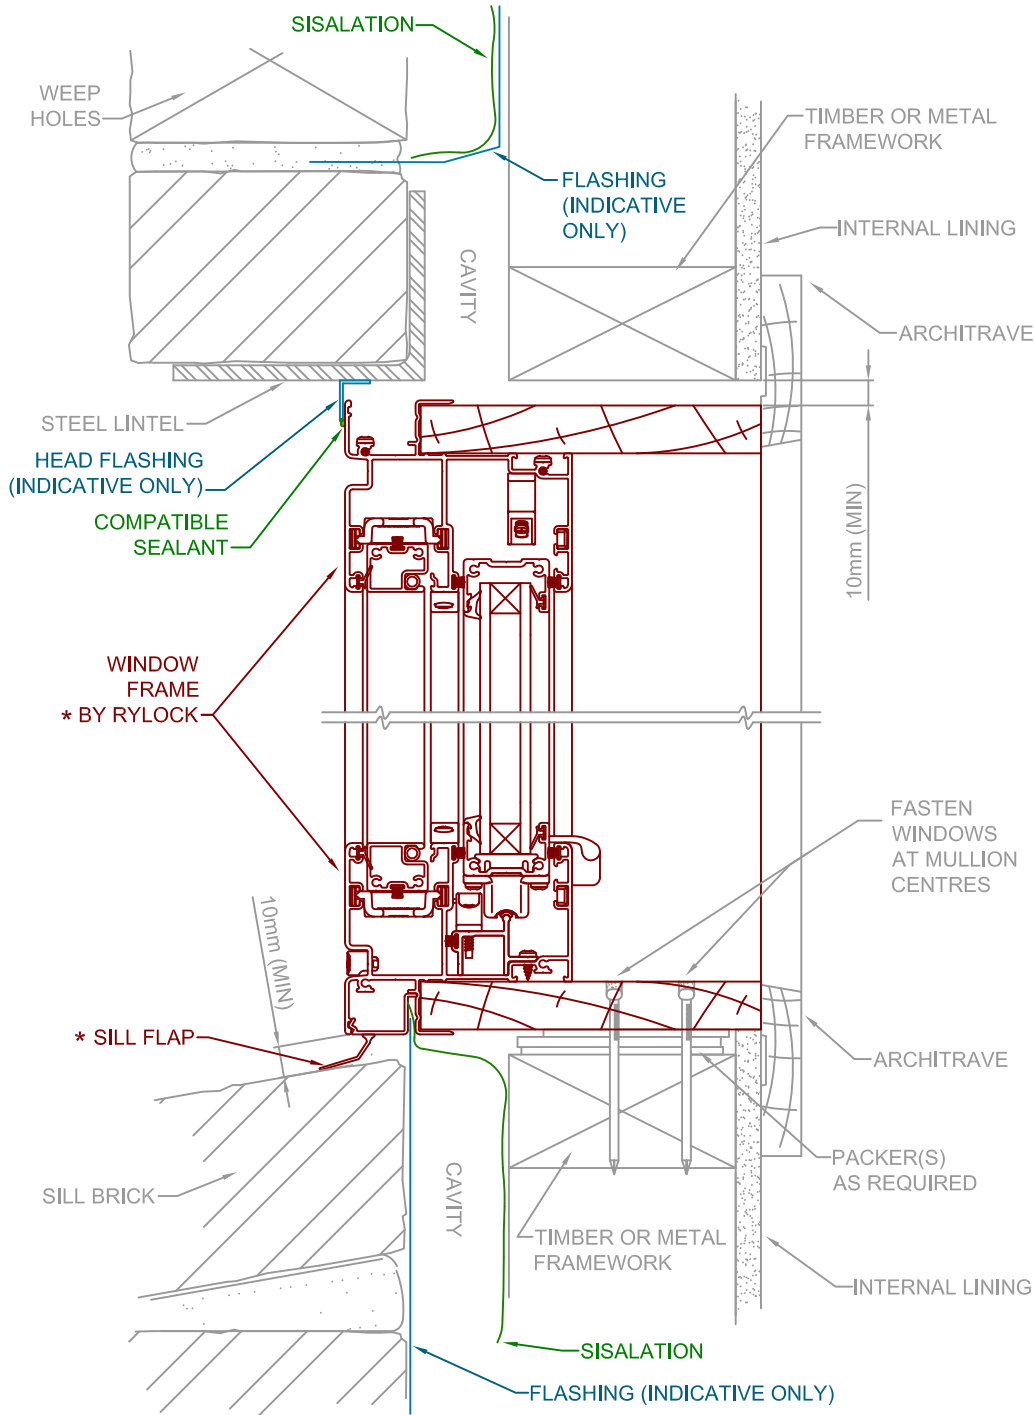 SISALATION
WEEP
HOLES
TIMBER OR METAL
FRAMEWORK
FLASHING
(INDICATIVE
ONLY)
INTERNAL LINING
CAVITY
ARCHITRAVE
STEEL LINTEL
HEAD FLASHING
(INDICATIVE ONLY)
COMPATIBLE
SEALANT
10mm (MIN)
WINDOW
FRAME
* BY RYLOCK
FASTEN
WINDOWS
AT MULLION
CENTRES
10mm (MIN)
* SILL FLAP
ARCHITRAVE
PACKER(S)
AS REQUIRED
SILL BRICK
CAVITY
TIMBER OR METAL
FRAMEWORK
INTERNAL LINING
SISALATION
FLASHING (INDICATIVE ONLY)